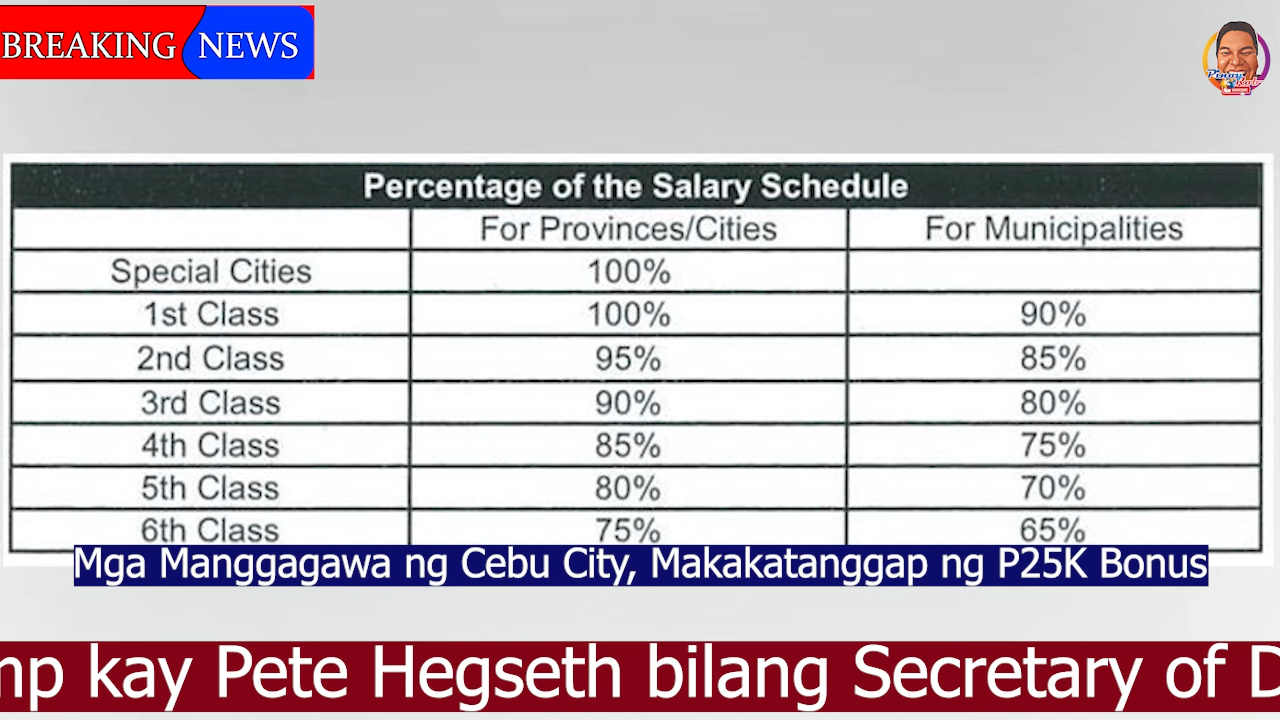 BREAKING NEWS
Pinoy
Percentage of the Salary Schedule
For Provinces/Cities For Municipalities
Special Cities 100%
1st Class 100% 90%
2nd Class 95% 85%
3rd Class 90% 80%
4th Class 85% 75%
5th Class 80% 70%
6th Class 75% 65%
Mga Manggagawa ng Cebu City, Makakatanggap ng P25K Bonus
kay Pete Hegseth bilang Secretary of